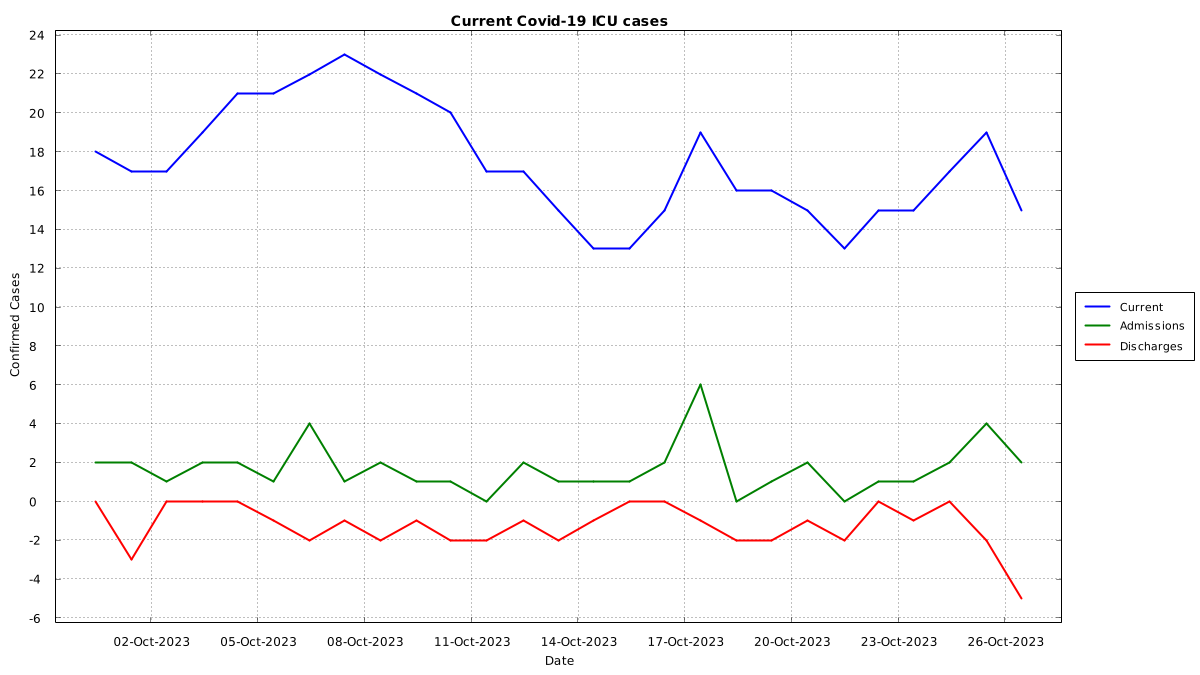 Current Covid-19 ICU cases
24
22
20
18
16
14
12
10
8
6
4
2
0
-2
-4
-6
Confirmed Cases
02-Oct-2023 05-Oct-2023 08-Oct-2023 11-Oct-2023 14-Oct-2023 17-Oct-2023 20-Oct-2023 23-Oct-2023 26-Oct-2023
Date
Current
Admissions
Discharges